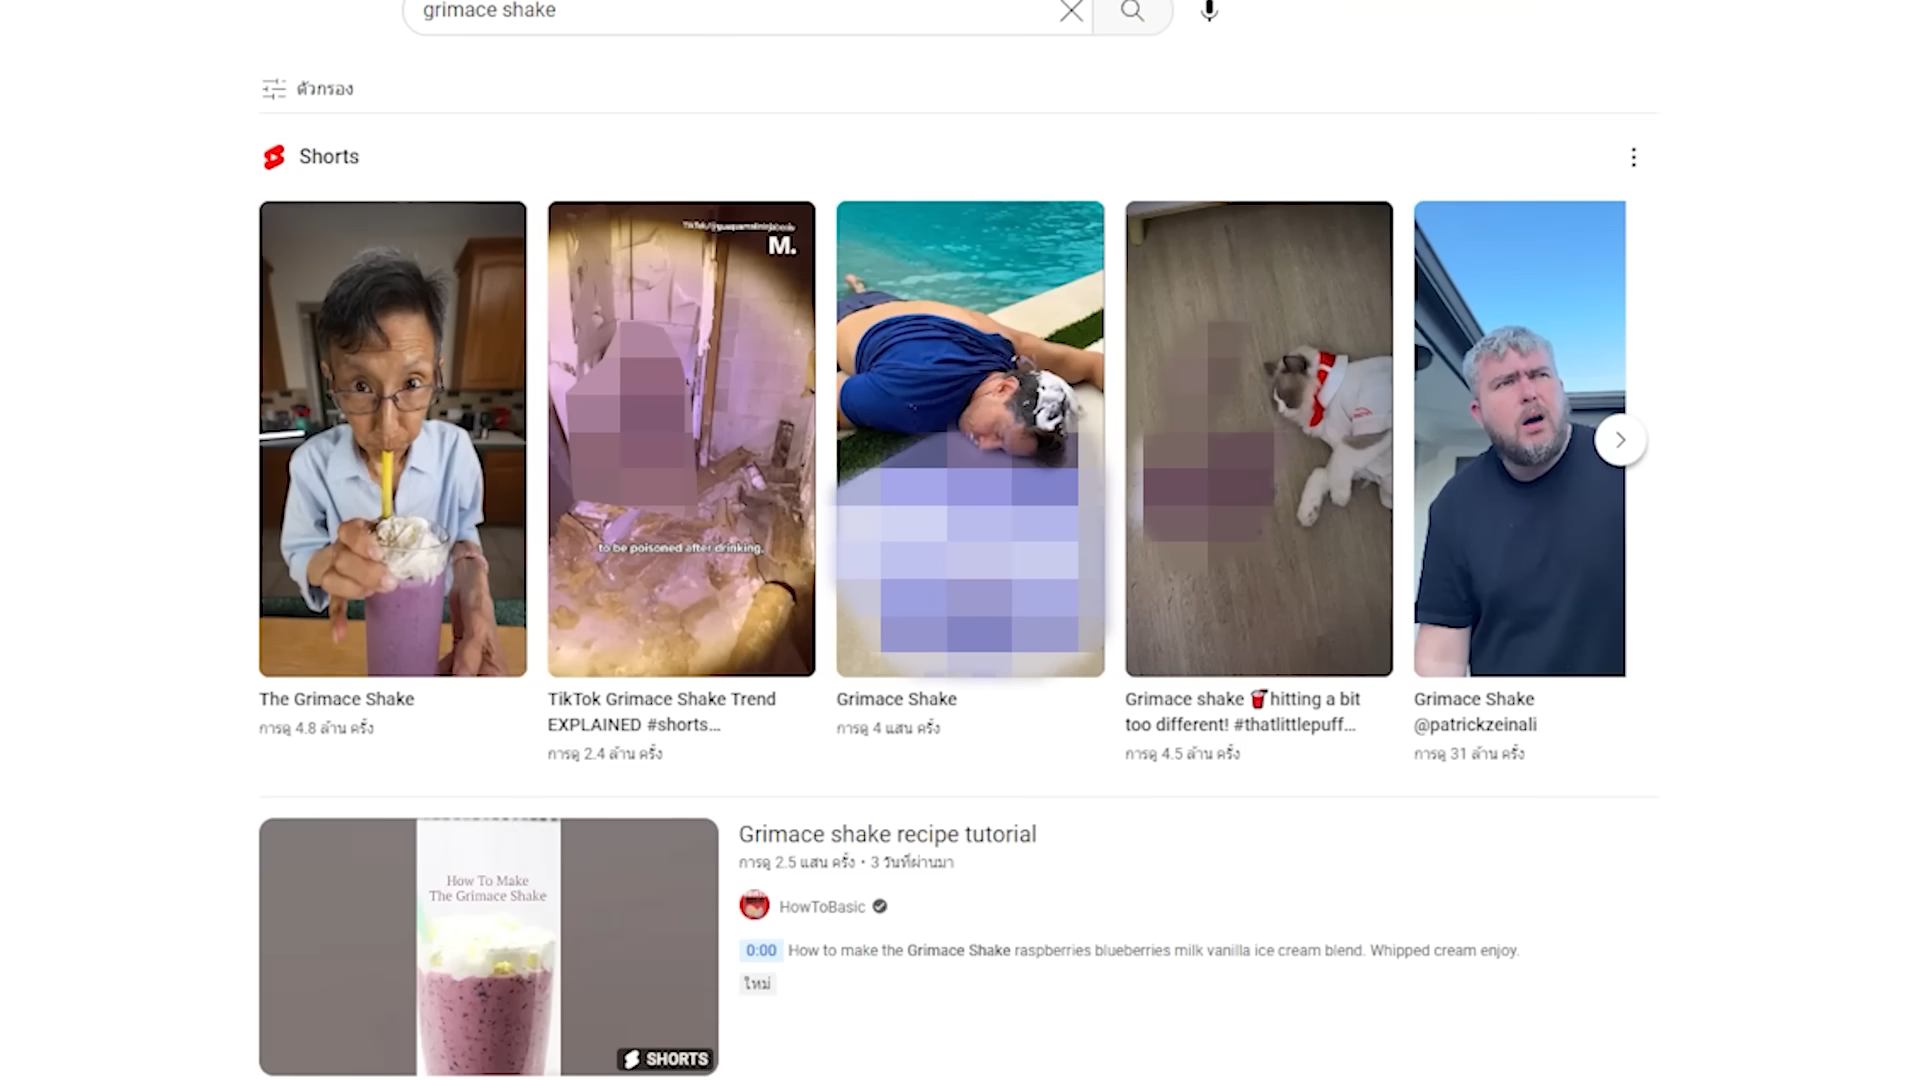 grimace shake
ตัวกรอง
Shorts
M.
to be poisoned after drinking.
The Grimace Shake
การดู 4.8 ล้าน ครั้ง
TikTok Grimace Shake Trend
EXPLAINED #shorts...
การดู 2.4 ล้าน ครั้ง
Grimace Shake
การดู 4 แสน ครั้ง
Grimace shake 🥤hitting a bit
too different! #thatlittlepuff...
การดู 4.5 ล้าน ครั้ง
Grimace Shake
@patrickzeinali
การดู 31 ล้าน ครั้ง
How To Make
The Grimace Shake
SHORTS
Grimace shake recipe tutorial
การดู 2.5 แสน ครั้ง • 3 วันที่ผ่านมา
HowToBasic
0:00 How to make the Grimace Shake raspberries blueberries milk vanilla ice cream blend. Whipped cream enjoy.
ใหม่